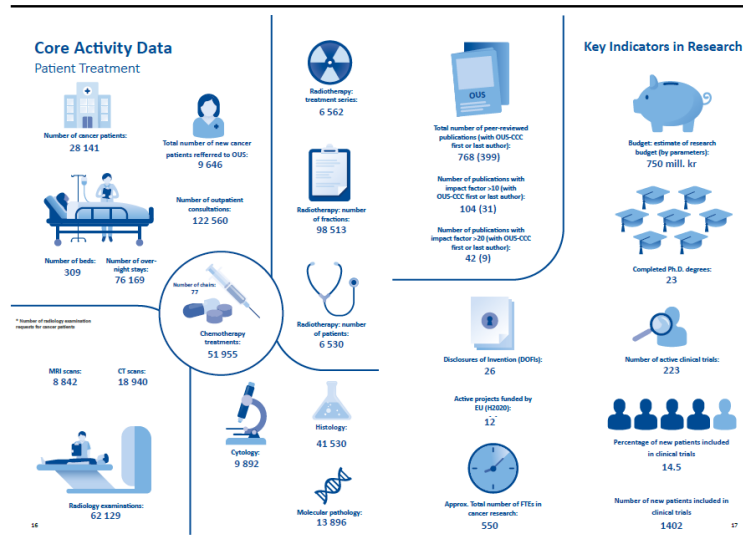 Core Activity Data
Patient Treatment
Number of cancer patients:
28 141
Total number of new cancer
patients refferred to OUS:
9 646
Number of outpatient
consultations:
122 560
Number of beds:
309
Number of over-
night stays:
76 169
* Number of radiology examination
requests for cancer patients
Number of chairs:
77
Chemotherapy
treatments:
51 955
MRI scans:
8 842
CT scans:
18 940
Radiology examinations:
62 129
16
Radiotherapy:
treatment series:
6 562
Radiotherapy: number
of fractions:
98 513
Radiotherapy: number
of patients:
6 530
Cytology:
9 892
Histology:
41 530
Molecular pathology:
13 896
OUS
Total number of peer-reviewed
publications (with OUS-CCC
first or last author):
768 (399)
Number of publications with
impact factor >10 (with
OUS-CCC first or last author):
104 (31)
Number of publications with
impact factor >20 (with OUS-CCC
first or last author):
42 (9)
Disclosures of Invention (DOFIs):
26
Active projects funded by
EU (H2020):
12
Approx. Total number of FTEs in
cancer research:
550
Key Indicators in Research
Budget: estimate of research
budget (by parameters):
750 mill. kr
Completed Ph.D. degrees:
23
Number of active clinical trials:
223
Percentage of new patients included
in clinical trials
14.5
Number of new patients included in
clinical trials
1402
17